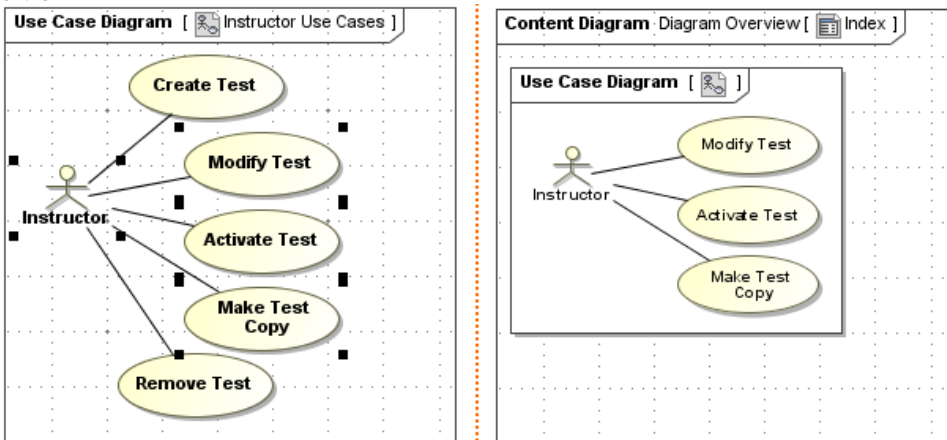 Use Case Diagram [ Instructor Use Cases ]
Create Test
Modify Test
Instructor
Activate Test
Make Test
Copy
Remove Test
Content Diagram Diagram Overview [ Index ]
Use Case Diagram [ ]
Modify Test
Instructor
Activate Test
Make Test
Copy